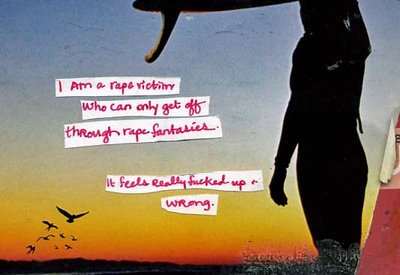 I Am a rape victim
who can only get off
through rape fantasies.
It feels Really fucked up +
wrong.